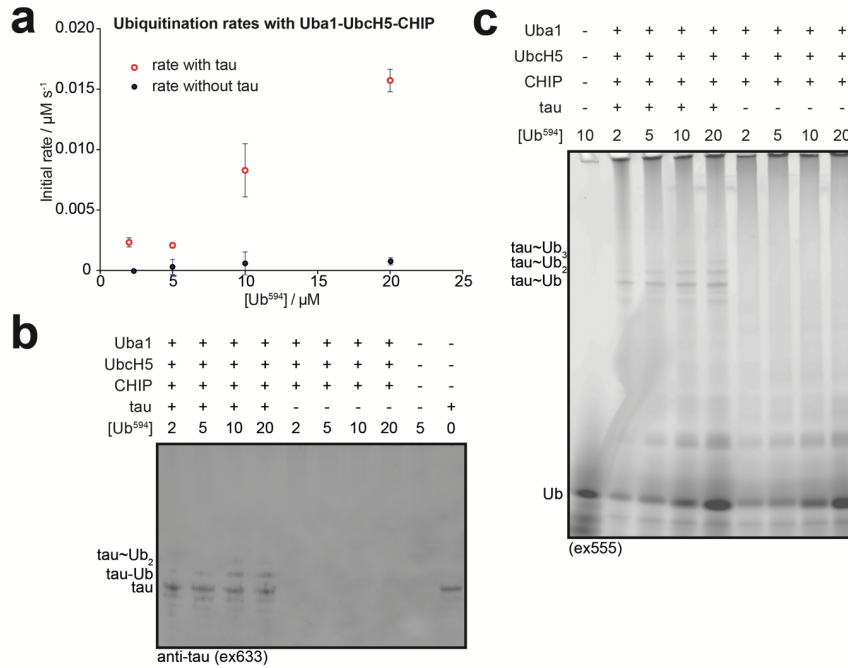 a
Ubiquitination rates with Uba1-UbcH5-CHIP
0.020
0.015
0.010
0.005
0
Initial rate / µM s⁻¹
rate with tau
rate without tau
0 5 10 15 20 25
[Ub⁵⁹⁴] / µM
b
Uba1 + + + + + + + + - -
UbcH5 + + + + + + + + - -
CHIP + + + + + + + + - -
tau + + + + - - - - - +
[Ub⁵⁹⁴] 2 5 10 20 2 5 10 20 5 0
tau~Ub₂
tau-Ub
tau
anti-tau (ex633)
c
Uba1 - + + + + + + + +
UbcH5 - + + + + + + + +
CHIP - + + + + + + + +
tau - + + + + - - - -
[Ub⁵⁹⁴] 10 2 5 10 20 2 5 10 20
tau~Ub₃
tau~Ub₂
tau~Ub
Ub
(ex555)